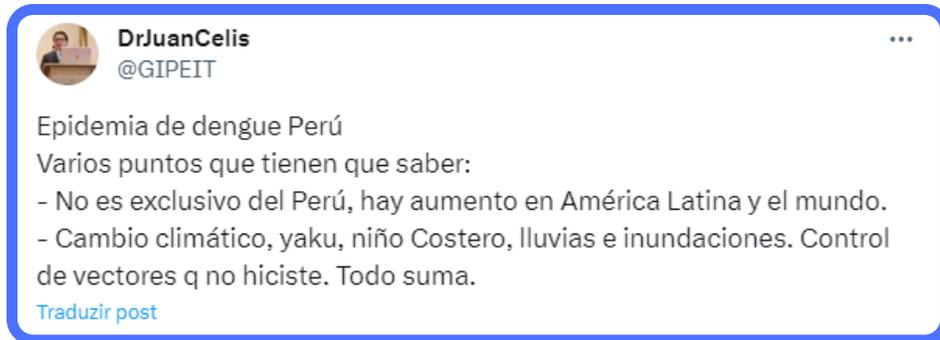 DrJuanCelis
@GIPEIT
Epidemia de dengue Perú
Varios puntos que tienen que saber:
- No es exclusivo del Perú, hay aumento en América Latina y el mundo.
- Cambio climático, yaku, niño Costero, lluvias e inundaciones. Control
de vectores q no hiciste. Todo suma.
Traduzir post